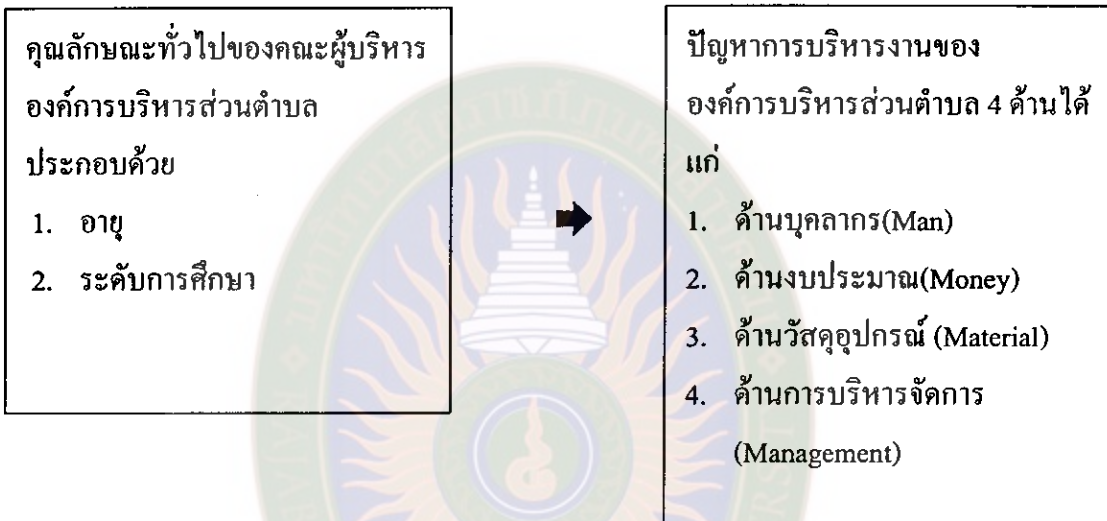 คุณลักษณะทั่วไปของคณะผู้บริหาร
องค์การบริหารส่วนตำบล
ประกอบด้วย
1. อายุ
2. ระดับการศึกษา
ปัญหาการบริหารงานของ
องค์การบริหารส่วนตำบล 4 ด้านได้
แก่
1. ด้านบุคลากร(Man)
2. ด้านงบประมาณ(Money)
3. ด้านวัสดุอุปกรณ์ (Material)
4. ด้านการบริหารจัดการ
(Management)